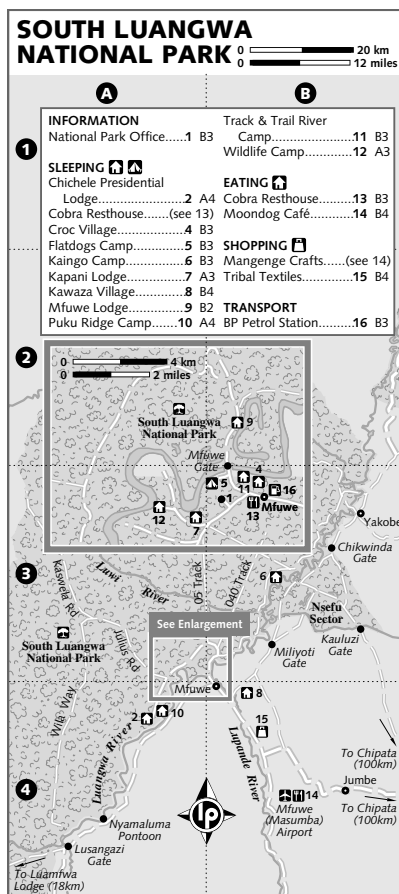 SOUTH LUANGWA
NATIONAL PARK
0 20 km
0 12 miles
A B
1
INFORMATION
National Park Office.....1 B3
SLEEPING
Chichele Presidential
Lodge.......................2 A4
Cobra Resthouse......(see 13)
Croc Village.................4 B3
Flatdogs Camp............5 B3
Kaingo Camp..............6 B3
Kapani Lodge..............7 A3
Kawaza Village............8 B4
Mfuwe Lodge..............9 B2
Puku Ridge Camp......10 A4
Track & Trail River
Camp......................11 B3
Wildlife Camp............12 A3
EATING
Cobra Resthouse........13 B3
Moondog Café...........14 B4
SHOPPING
Mangenge Crafts.....(see 14)
Tribal Textiles.............15 B4
TRANSPORT
BP Petrol Station........16 B3
2
0 4 km
0 2 miles
South Luangwa
National Park
9
Mfuwe
Gate
4
5
11
16
1
13
Mfuwe
12
7
Yakobe
Chikwinda
Gate
3
Luwi
River
05 Track
040 Track
6
Kaswela Rd
Nsefu
Sector
See Enlargement
South Luangwa
National Park
Julius Rd
Kauluzi
Gate
Miliyoti
Gate
Mfuwe
8
Wila Way
2
10
15
Luangwa River
Lupande River
To Chipata
(100km)
4
Jumbe
14
Mfuwe
(Masumba)
Airport
To Chipata
(100km)
lp
Nyamaluma
Pontoon
Lusangazi
Gate
To Luamfwa
Lodge (18km)